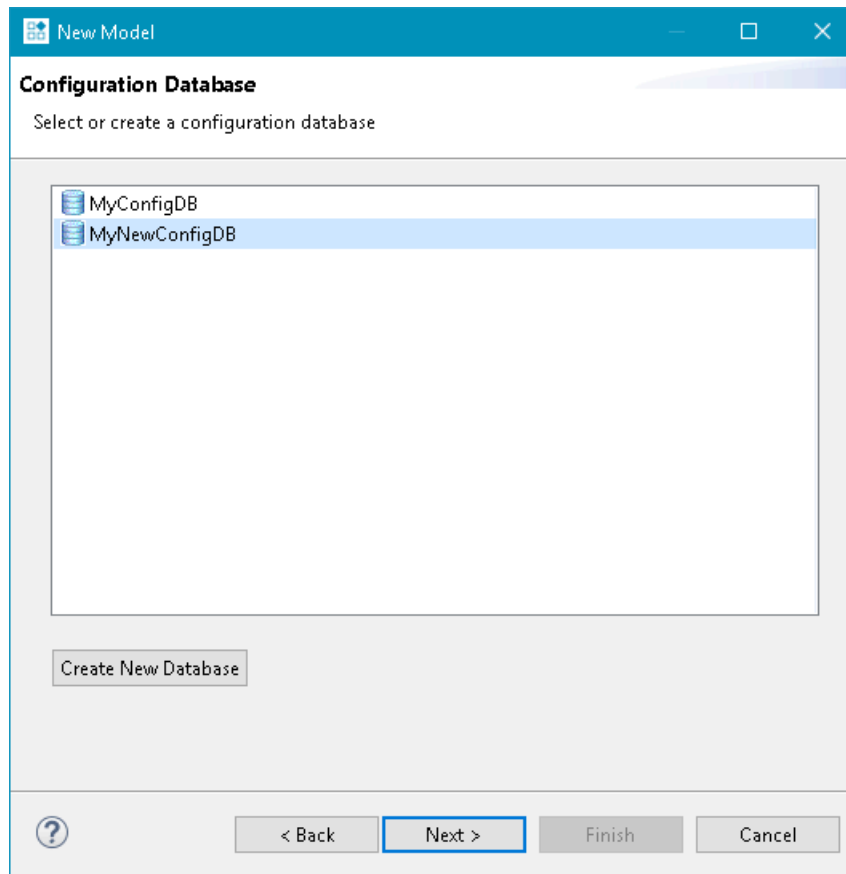 New Model
Configuration Database
Select or create a configuration database
MyConfigDB
MyNewConfigDB
Create New Database
?
< Back
Next >
Finish
Cancel